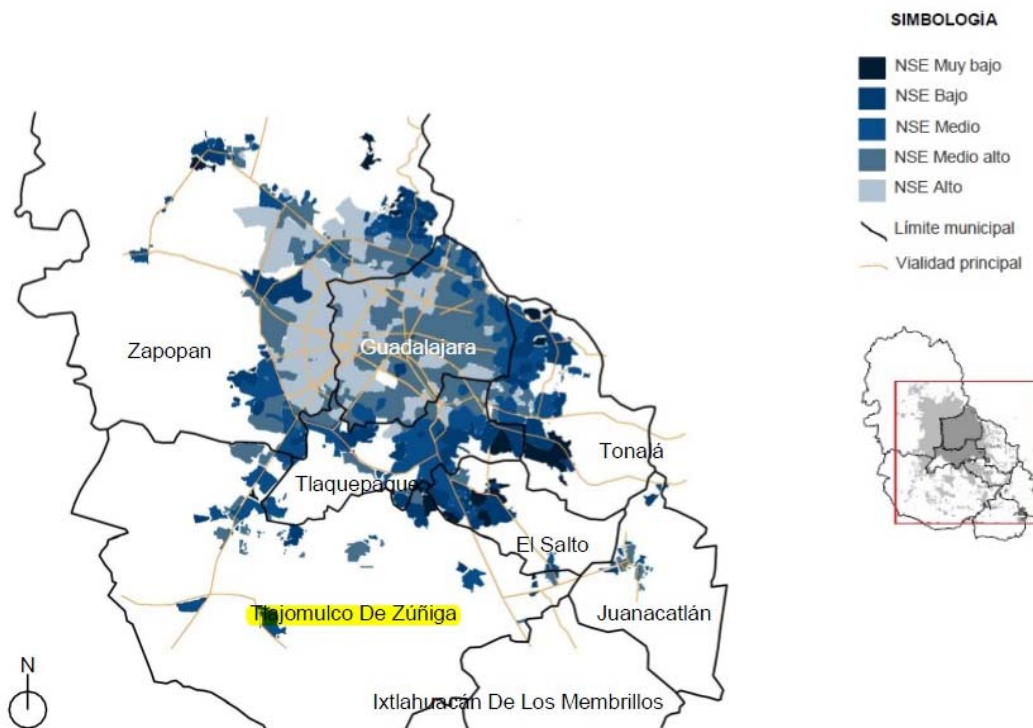 SIMBOLOGÍA
NSE Muy bajo
NSE Bajo
NSE Medio
NSE Medio alto
NSE Alto
Límite municipal
Vialidad principal
Zapopan
Guadalajara
Tonalá
Tlaquepaque
El Salto
Tlajomulco De Zúñiga
Juanacatlán
Ixtlahuacán De Los Membrillos
N